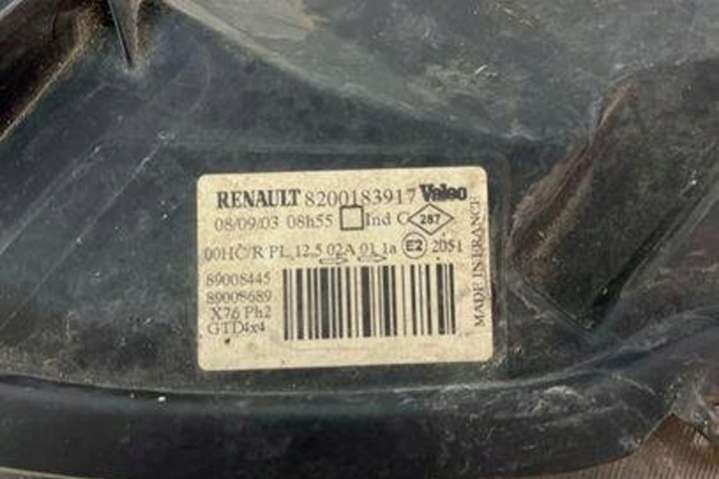 RENAULT 8200183917 Valeo
08/09/03 08h55 Ind C 287
00HC/R PL 12,5 02A 01 1a E2 2051
89008445
89008689
X76 Ph2
GTD4x4
MADE IN FRANCE